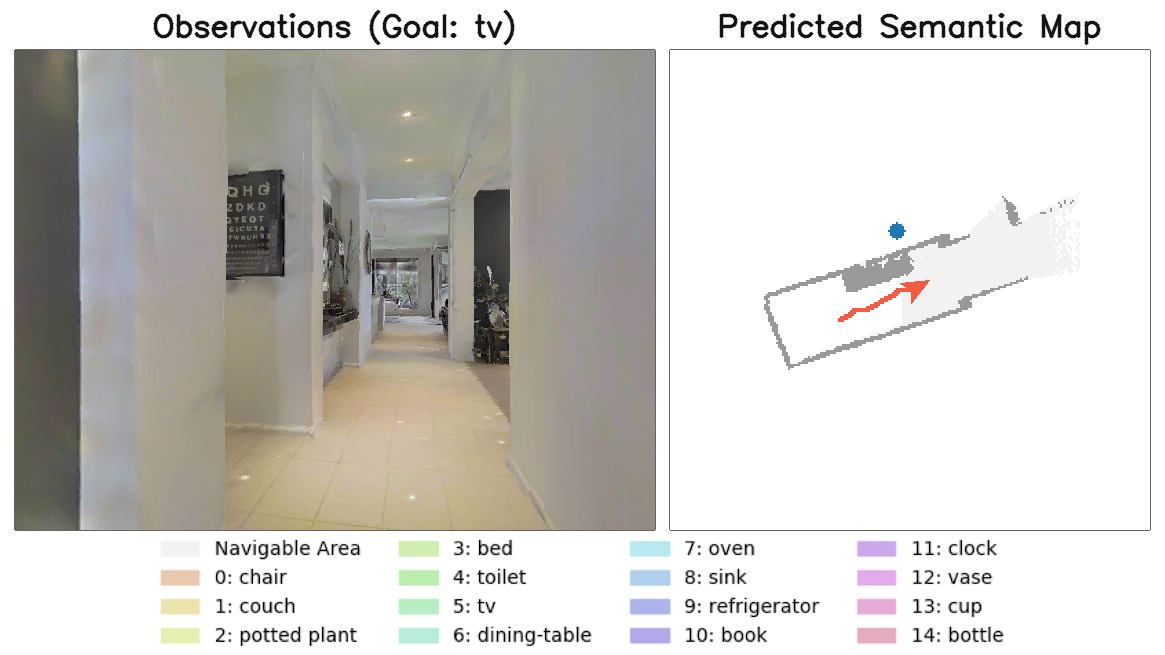 Observations (Goal: tv)
Predicted Semantic Map
QHG
ZDKD
Navigable Area
0: chair
1: couch
2: potted plant
3: bed
4: toilet
5: tv
6: dining-table
7: oven
8: sink
9: refrigerator
10: book
11: clock
12: vase
13: cup
14: bottle